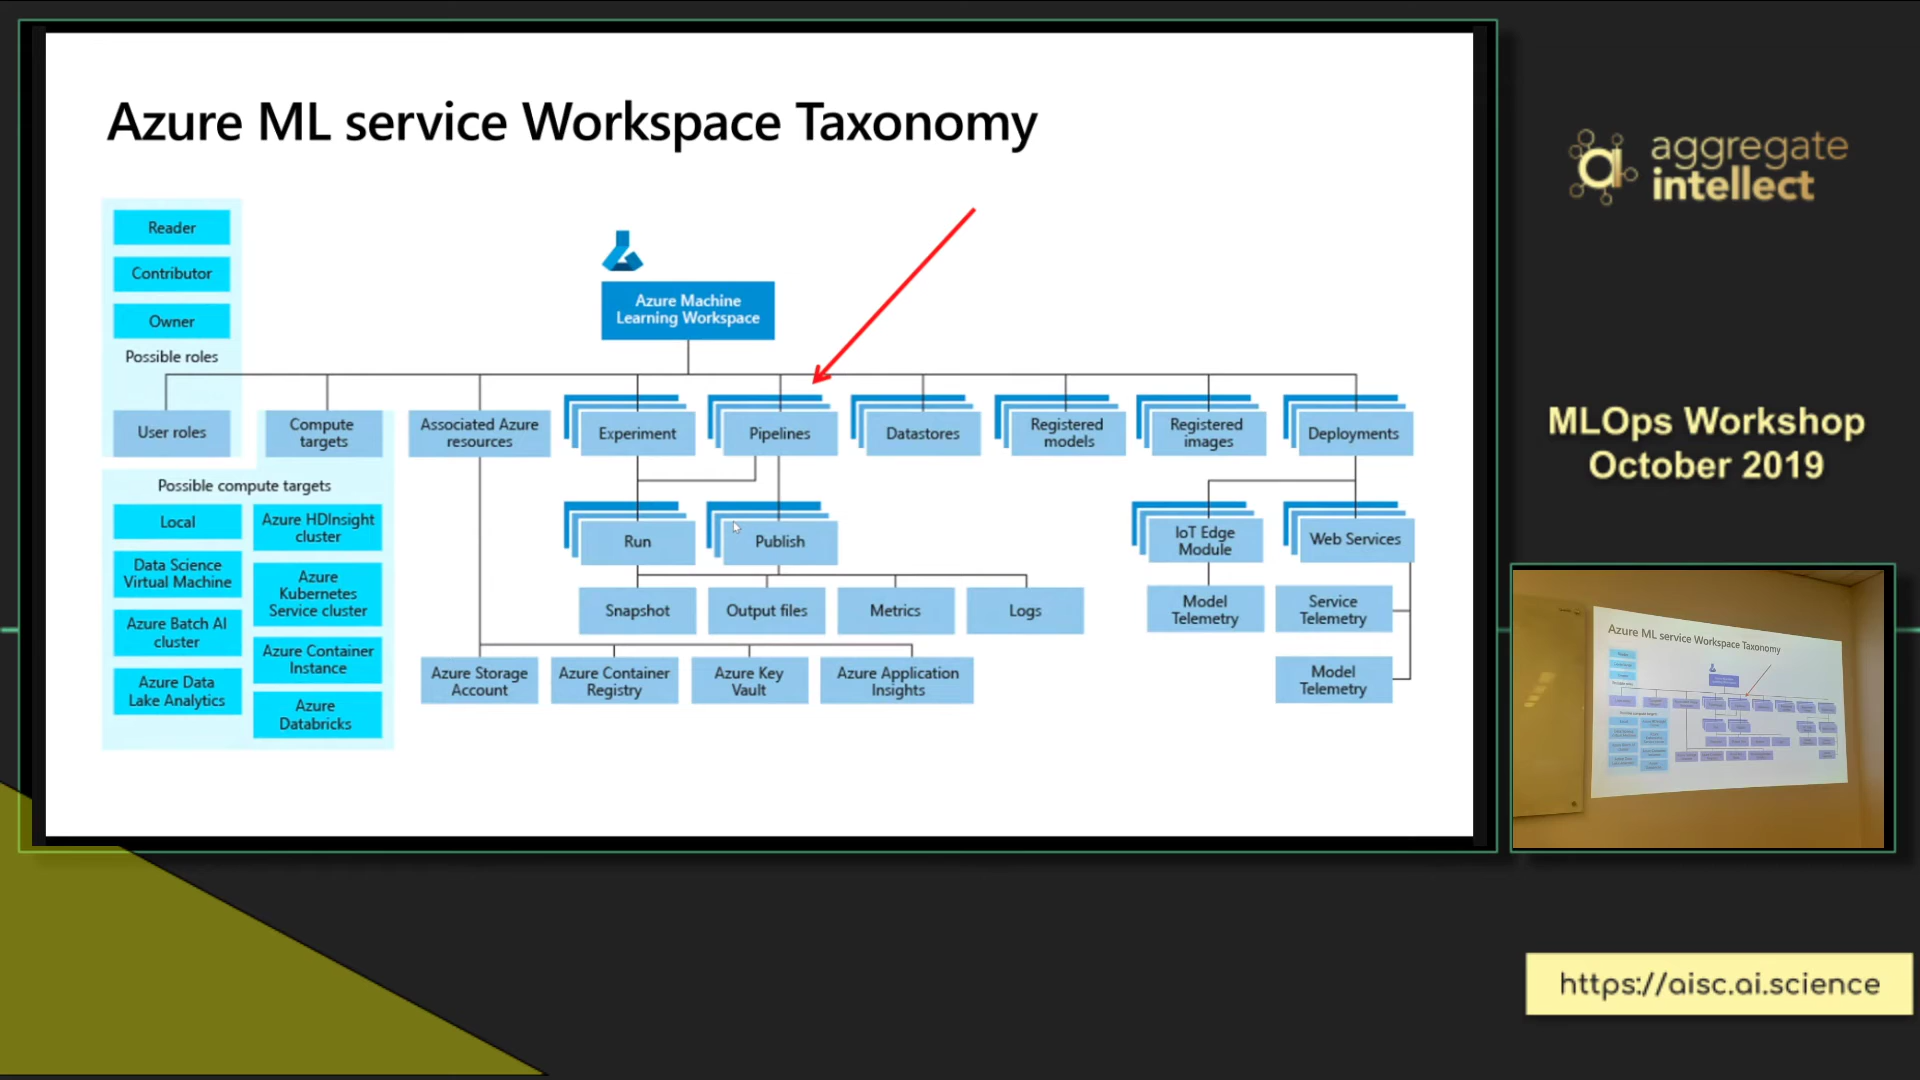 Azure ML service Workspace Taxonomy
Reader
Contributor
Owner
Possible roles
User roles
Azure Machine
Learning Workspace
Compute
targets
Associated Azure
resources
Experiment
Pipelines
Datastores
Registered
models
Registered
images
Deployments
Possible compute targets
Local
Data Science
Virtual Machine
Azure Batch AI
cluster
Azure Data
Lake Analytics
Azure HDInsight
cluster
Azure
Kubernetes
Service cluster
Azure Container
Instance
Azure
Databricks
Run
Publish
IoT Edge
Module
Web Services
Snapshot
Output files
Metrics
Logs
Model
Telemetry
Service
Telemetry
Azure Storage
Account
Azure Container
Registry
Azure Key
Vault
Azure Application
Insights
Model
Telemetry
aggregate
intellect
MLOps Workshop
October 2019
Azure ML service Workspace Taxonomy
https://aisc.ai.science